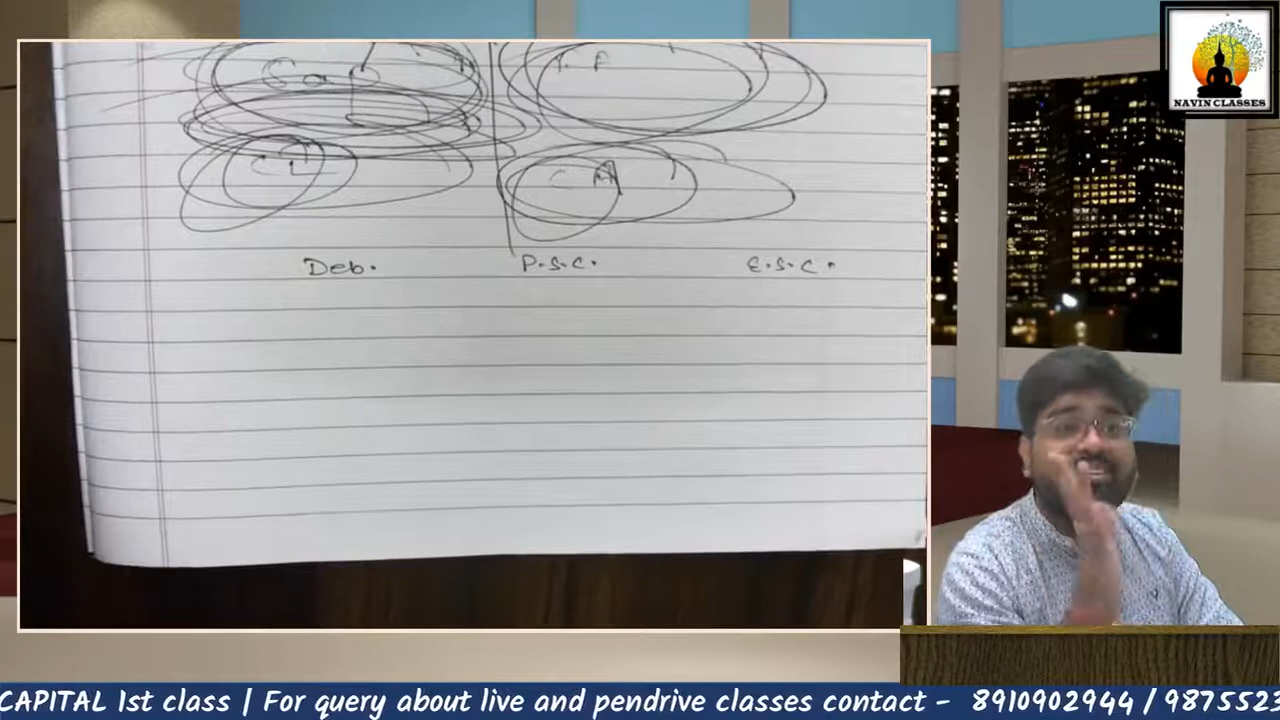 NAVIN CLASSES
C L
C A
Deb. P.S.C. E.S.C.
CAPITAL 1st class | For query about live and pendrive classes contact - 8910902944 / 9875523